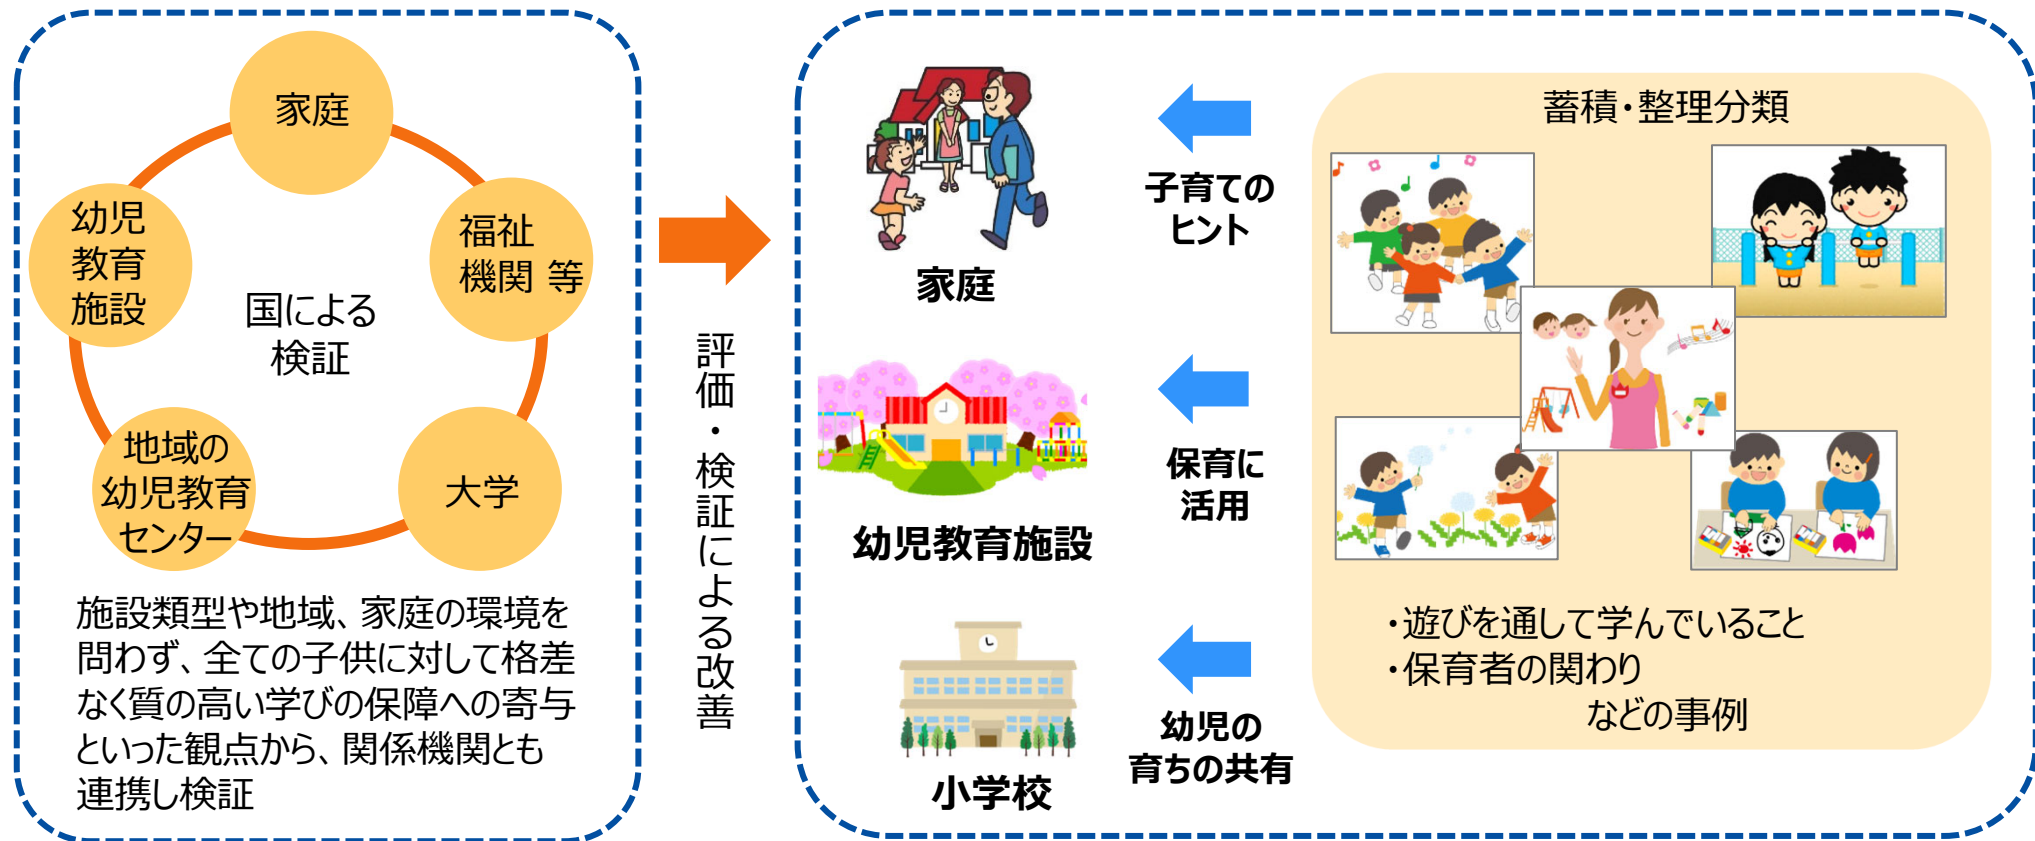 家庭
幼児
教育
施設
福祉
機関 等
国による
検証
地域の
幼児教育
センター
大学
施設類型や地域、家庭の環境を
問わず、全ての子供に対して格差
なく質の高い学びの保障への寄与
といった観点から、関係機関とも
連携し検証
評価・検証による改善
家庭
子育ての
ヒント
幼児教育施設
保育に
活用
小学校
幼児の
育ちの共有
蓄積・整理分類
・遊びを通して学んでいること
・保育者の関わり
などの事例